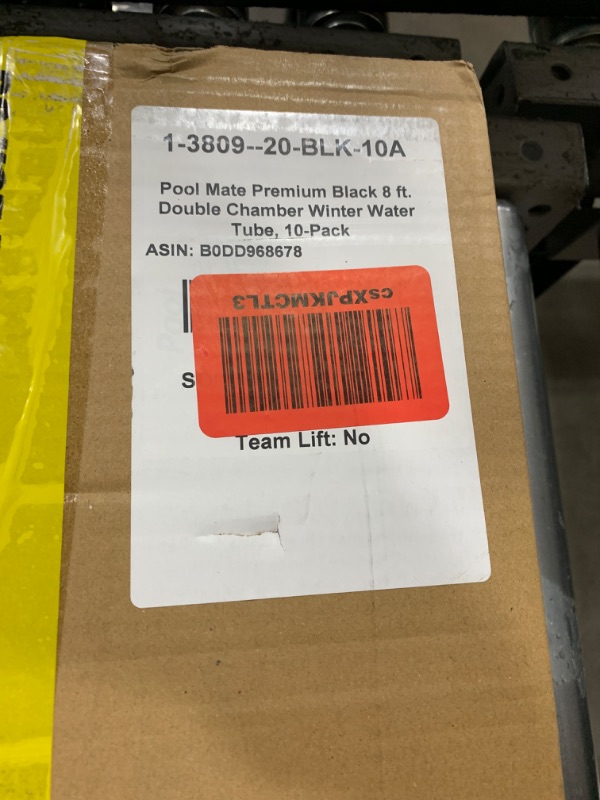 1-3809--20-BLK-10A
Pool Mate Premium Black 8 ft.
Double Chamber Winter Water
Tube, 10-Pack
ASIN: B0DD968678
csXPJKMCTL3
S
Team Lift: No